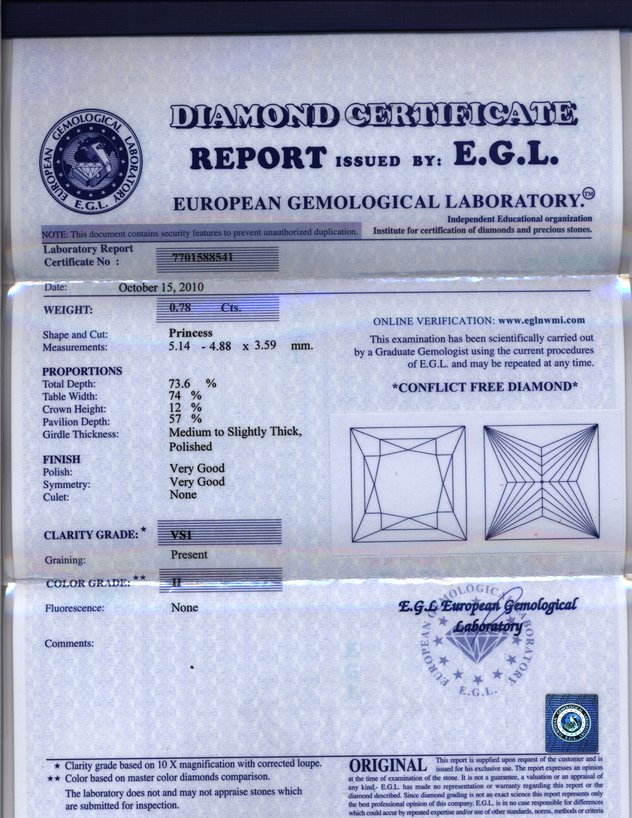 DIAMOND CERTIFICATE
REPORT ISSUED BY: E.G.L.
EUROPEAN GEMOLOGICAL LABORATORY.™
EUROPEAN GEMOLOGICAL LABORATORY
E.G.L.
Independent Educational organization
Institute for certification of diamonds and precious stones.
NOTE: This document contains security features to prevent unauthorized duplication.
Laboratory Report
Certificate No : 7701588541
Date: October 15, 2010
WEIGHT: 0.78 Cts.
Shape and Cut: Princess
Measurements: 5.14 - 4.88 x 3.59 mm.
PROPORTIONS
Total Depth: 73.6 %
Table Width: 74 %
Crown Height: 12 %
Pavilion Depth: 57 %
Girdle Thickness: Medium to Slightly Thick,
Polished
FINISH
Polish: Very Good
Symmetry: Very Good
Culet: None
CLARITY GRADE:* VS1
Graining: Present
COLOR GRADE:** H
Fluorescence: None
Comments:
ONLINE VERIFICATION: www.eglnwmi.com
This examination has been scientifically carried out
by a Graduate Gemologist using the current procedures
of E.G.L. and may be repeated at any time.
*CONFLICT FREE DIAMOND*
E.G.L European Gemological
Laboratory
EUROPEAN GEMOLOGICAL LABORATORY
E.G.L.
★ Clarity grade based on 10 X magnification with corrected loupe.
★★ Color based on master color diamonds comparison.
The laboratory does not and may not appraise stones which
are submitted for inspection.
ORIGINAL This report is supplied upon request of the customer and is
issued for his exclusive use. The report expresses an opinion
at the time of examination of the stone. It is not a guarantee, a valuation or an appraisal of
any kind,- E.G.L. has made no representation or warranty regarding this report or the
diamond described. Since diamond grading is not an exact science this report represents only
the best professional opinion of this company. E.G.L. is in no case responsible for differences
which could occur by repeated expertise and/or use of other standards, norms, methods or criteria